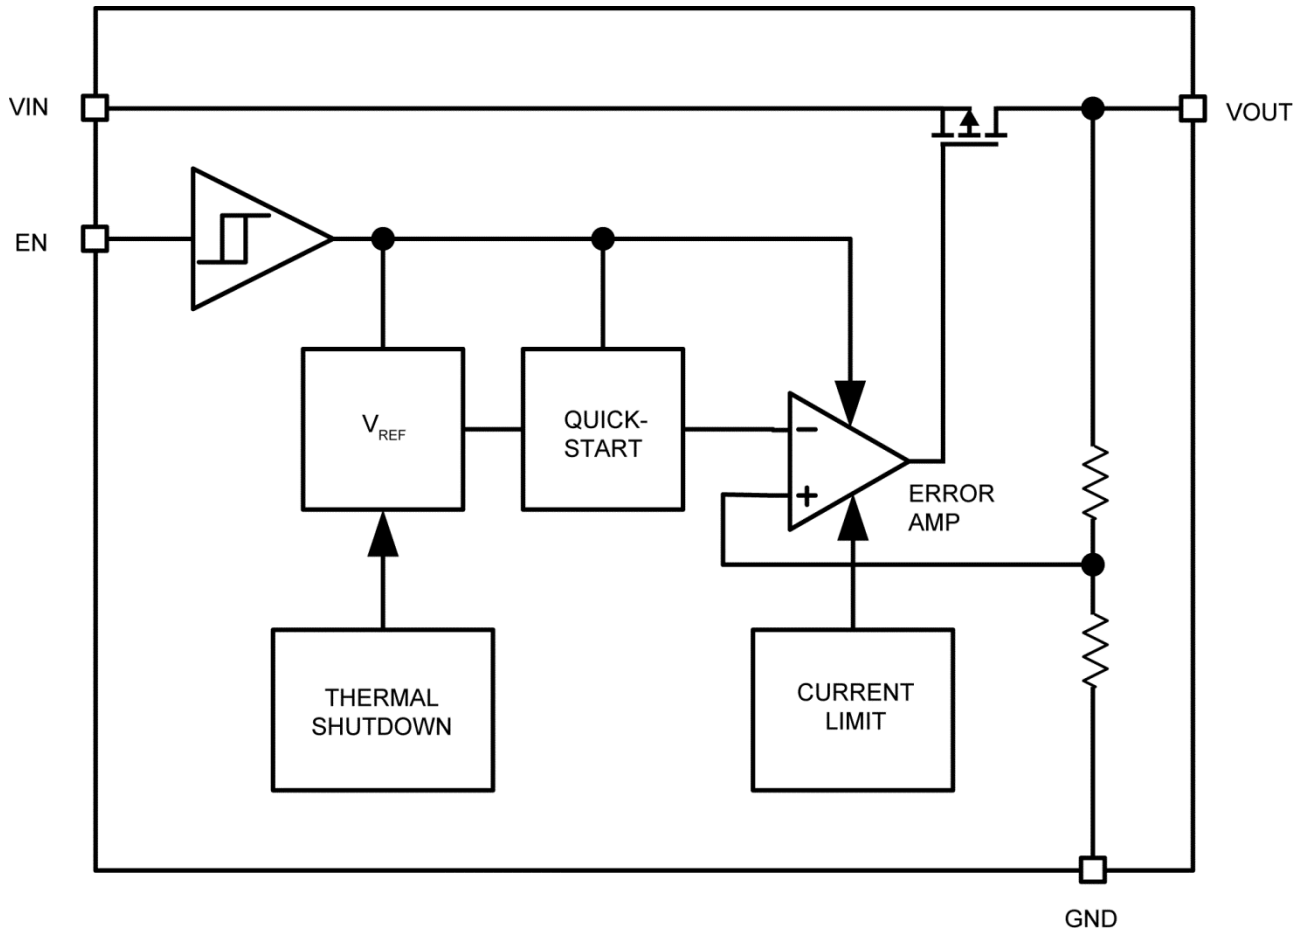 VIN
VOUT
EN
VREF
QUICK-
START
−
+
ERROR
AMP
THERMAL
SHUTDOWN
CURRENT
LIMIT
GND